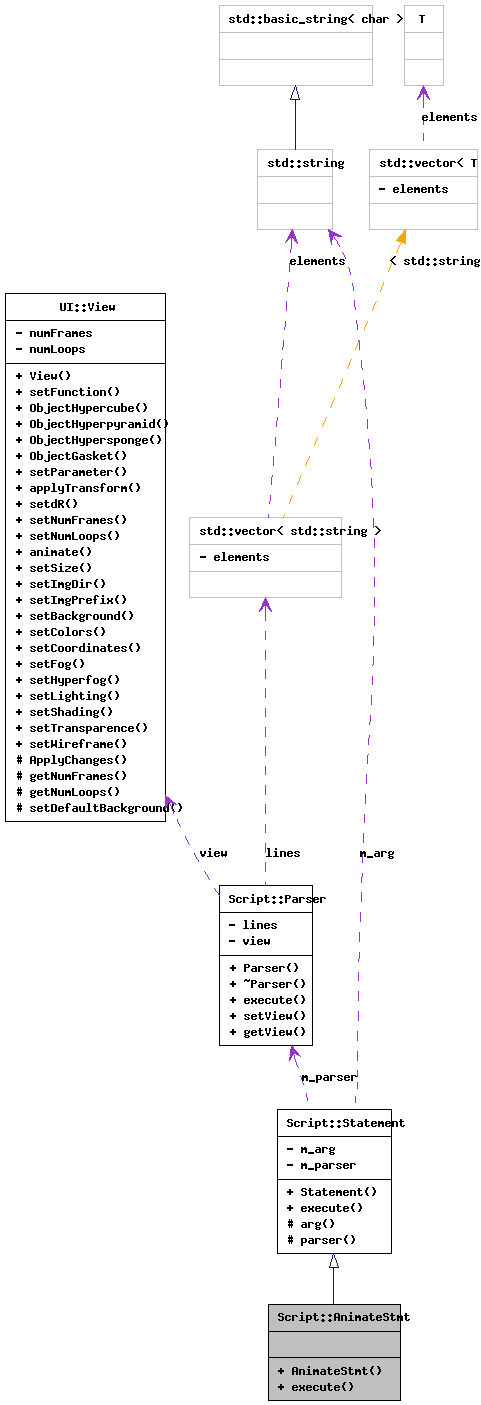 std::basic_string< char >
T
elements
std::string
std::vector< T
- elements
elements
< std::string
UI::View
- numFrames
- numLoops
+ View()
+ setFunction()
+ ObjectHypercube()
+ ObjectHyperpyramid()
+ ObjectHypersponge()
+ ObjectGasket()
+ setParameter()
+ applyTransform()
+ setdR()
+ setNumFrames()
+ setNumLoops()
+ animate()
+ setSize()
+ setImgDir()
+ setImgPrefix()
+ setBackground()
+ setColors()
+ setCoordinates()
+ setFog()
+ setHyperfog()
+ setLighting()
+ setShading()
+ setTransparence()
+ setWireframe()
# ApplyChanges()
# getNumFrames()
# getNumLoops()
# setDefaultBackground()
std::vector< std::string >
- elements
view
lines
m_arg
Script::Parser
- lines
- view
+ Parser()
+ ~Parser()
+ execute()
+ setView()
+ getView()
m_parser
Script::Statement
- m_arg
- m_parser
+ Statement()
+ execute()
# arg()
# parser()
Script::AnimateStmt
+ AnimateStmt()
+ execute()